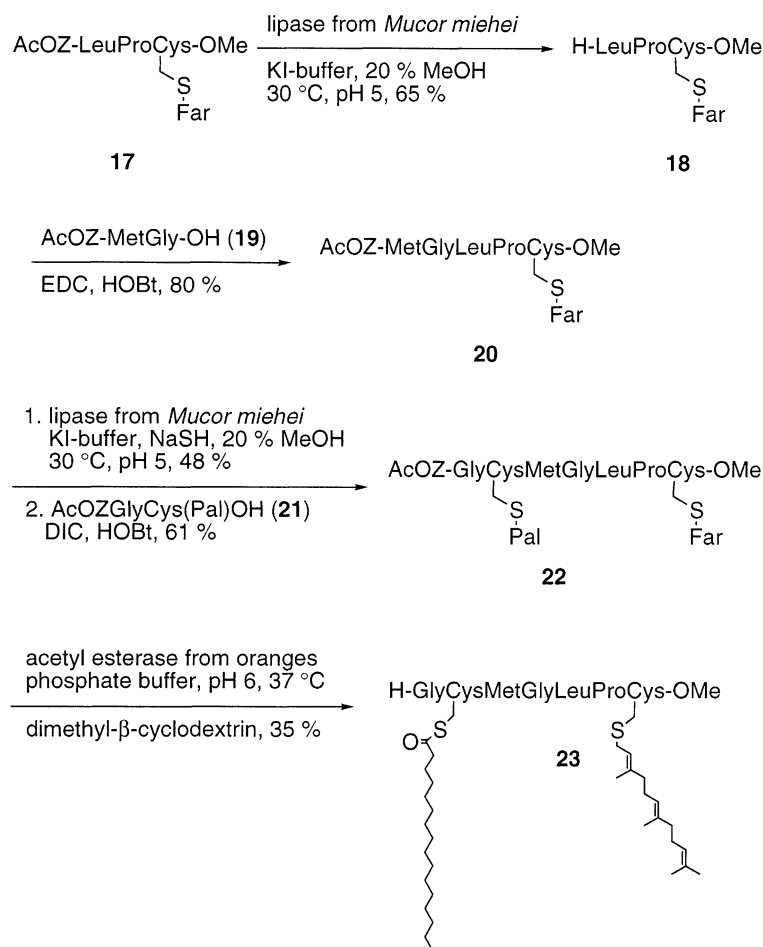 AcOZ-LeuProCys-OMe
S
Far
17
lipase from Mucor miehei
KI-buffer, 20 % MeOH
30 °C, pH 5, 65 %
H-LeuProCys-OMe
S
Far
18
AcOZ-MetGly-OH (19)
EDC, HOBt, 80 %
AcOZ-MetGlyLeuProCys-OMe
S
Far
20
1. lipase from Mucor miehei
KI-buffer, NaSH, 20 % MeOH
30 °C, pH 5, 48 %
2. AcOZGlyCys(Pal)OH (21)
DIC, HOBt, 61 %
AcOZ-GlyCysMetGlyLeuProCys-OMe
S
Pal
S
Far
22
acetyl esterase from oranges
phosphate buffer, pH 6, 37 °C
dimethyl-β-cyclodextrin, 35 %
H-GlyCysMetGlyLeuProCys-OMe
S
O
S
23